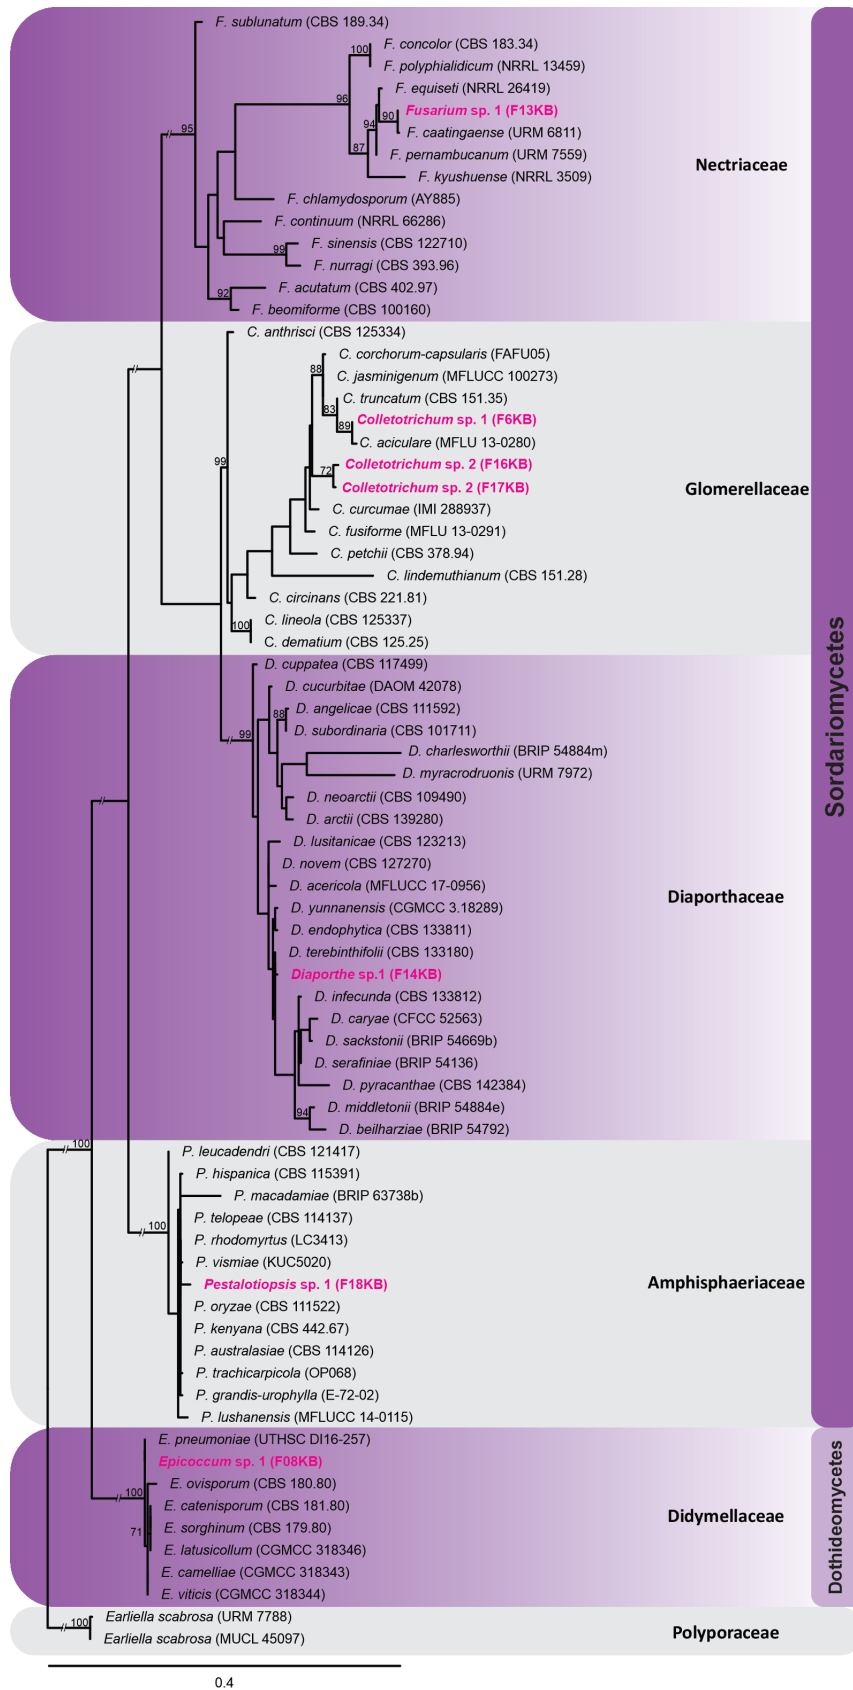 F. sublunatum (CBS 189.34)
100
F. concolor (CBS 183.34)
F. polyphialidicum (NRRL 13459)
F. equiseti (NRRL 26419)
96
Fusarium sp. 1 (F13KB)
90
94
95
F. caatingaense (URM 6811)
87
F. pernambucanum (URM 7559)
Nectriaceae
F. kyushuense (NRRL 3509)
F. chlamydosporum (AY885)
F. continuum (NRRL 66286)
F. sinensis (CBS 122710)
99
F. nurragi (CBS 393.96)
F. acutatum (CBS 402.97)
92
F. beomiforme (CBS 100160)
C. anthrisci (CBS 125334)
C. corchorum-capsularis (FAFU05)
88
C. jasminigenum (MFLUCC 100273)
C. truncatum (CBS 151.35)
83
Colletotrichum sp. 1 (F6KB)
89
C. aciculare (MFLU 13-0280)
99
Colletotrichum sp. 2 (F16KB)
72
Colletotrichum sp. 2 (F17KB)
Glomerellaceae
C. curcumae (IMI 288937)
C. fusiforme (MFLU 13-0291)
C. petchii (CBS 378.94)
C. lindemuthianum (CBS 151.28)
C. circinans (CBS 221.81)
C. lineola (CBS 125337)
100
C. dematium (CBS 125.25)
D. cuppatea (CBS 117499)
D. cucurbitae (DAOM 42078)
D. angelicae (CBS 111592)
88
D. subordinaria (CBS 101711)
99
D. charlesworthii (BRIP 54884m)
D. myracrodruonis (URM 7972)
D. neoarctii (CBS 109490)
D. arctii (CBS 139280)
D. lusitanicae (CBS 123213)
D. novem (CBS 127270)
D. acericola (MFLUCC 17-0956)
Diaporthaceae
D. yunnanensis (CGMCC 3.18289)
D. endophytica (CBS 133811)
D. terebinthifolii (CBS 133180)
Diaporthe sp.1 (F14KB)
D. infecunda (CBS 133812)
D. caryae (CFCC 52563)
D. sackstonii (BRIP 54669b)
D. serafiniae (BRIP 54136)
D. pyracanthae (CBS 142384)
D. middletonii (BRIP 54884e)
94
D. beilharziae (BRIP 54792)
Sordariomycetes
100
P. leucadendri (CBS 121417)
P. hispanica (CBS 115391)
P. macadamiae (BRIP 63738b)
P. telopeae (CBS 114137)
100
P. rhodomyrtus (LC3413)
P. vismiae (KUC5020)
Pestalotiopsis sp. 1 (F18KB)
Amphisphaeriaceae
P. oryzae (CBS 111522)
P. kenyana (CBS 442.67)
P. australasiae (CBS 114126)
P. trachicarpicola (OP068)
P. grandis-urophylla (E-72-02)
P. lushanensis (MFLUCC 14-0115)
E. pneumoniae (UTHSC DI16-257)
Epicoccum sp. 1 (F08KB)
E. ovisporum (CBS 180.80)
100
E. catenisporum (CBS 181.80)
Didymellaceae
71
E. sorghinum (CBS 179.80)
E. latusicollum (CGMCC 318346)
E. camelliae (CGMCC 318343)
E. viticis (CGMCC 318344)
Dothideomycetes
Earliella scabrosa (URM 7788)
100
Earliella scabrosa (MUCL 45097)
Polyporaceae
0.4